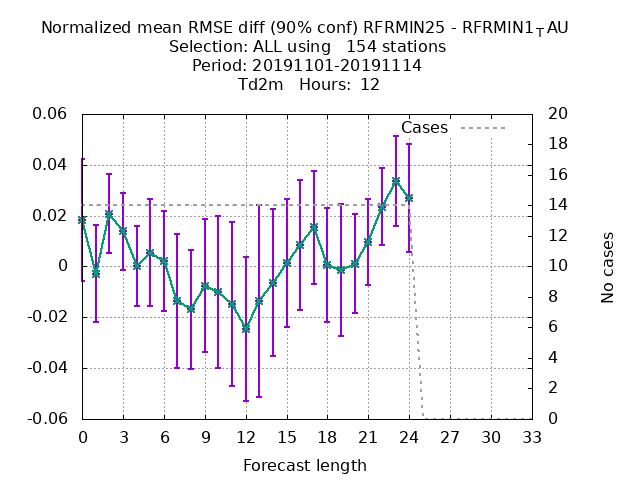 Normalized mean RMSE diff (90% conf) RFRMIN25 - RFRMIN1TAU
Selection: ALL using   154 stations
Period: 20191101-20191114
Td2m   Hours: 12
Cases
0.06
0.04
0.02
0
-0.02
-0.04
-0.06
20
18
16
14
12
10
8
6
4
2
0
No cases
0 3 6 9 12 15 18 21 24 27 30 33
Forecast length